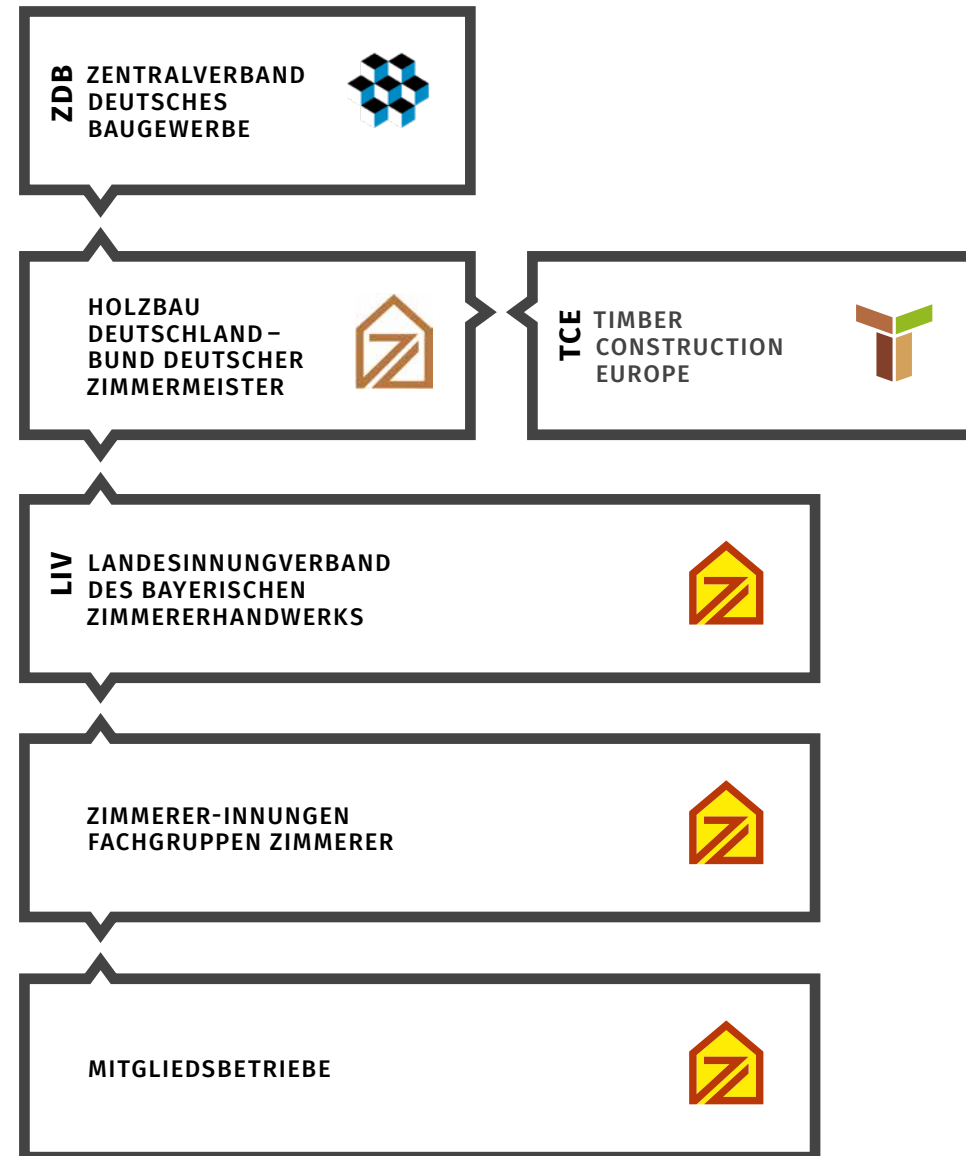 ZDB
ZENTRALVERBAND
DEUTSCHES
BAUGEWERBE
HOLZBAU
DEUTSCHLAND –
BUND DEUTSCHER
ZIMMERMEISTER
TCE
TIMBER
CONSTRUCTION
EUROPE
LIV
LANDESINNUNGVERBAND
DES BAYERISCHEN
ZIMMERERHANDWERKS
ZIMMERER-INNUNGEN
FACHGRUPPEN ZIMMERER
MITGLIEDSBETRIEBE